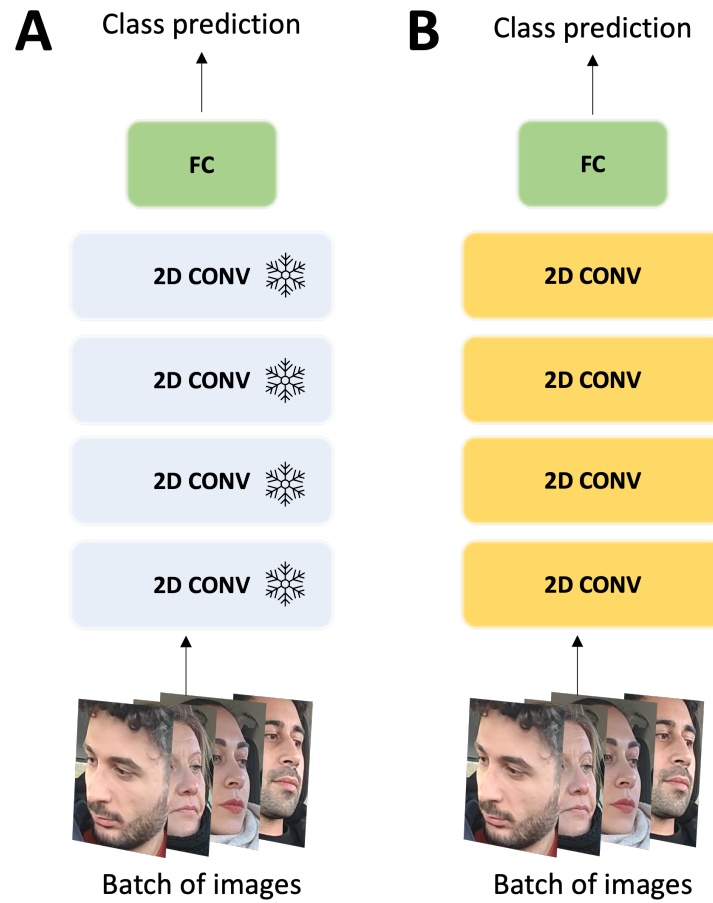 A
Class prediction
FC
2D CONV
2D CONV
2D CONV
2D CONV
Batch of images
B
Class prediction
FC
2D CONV
2D CONV
2D CONV
2D CONV
Batch of images